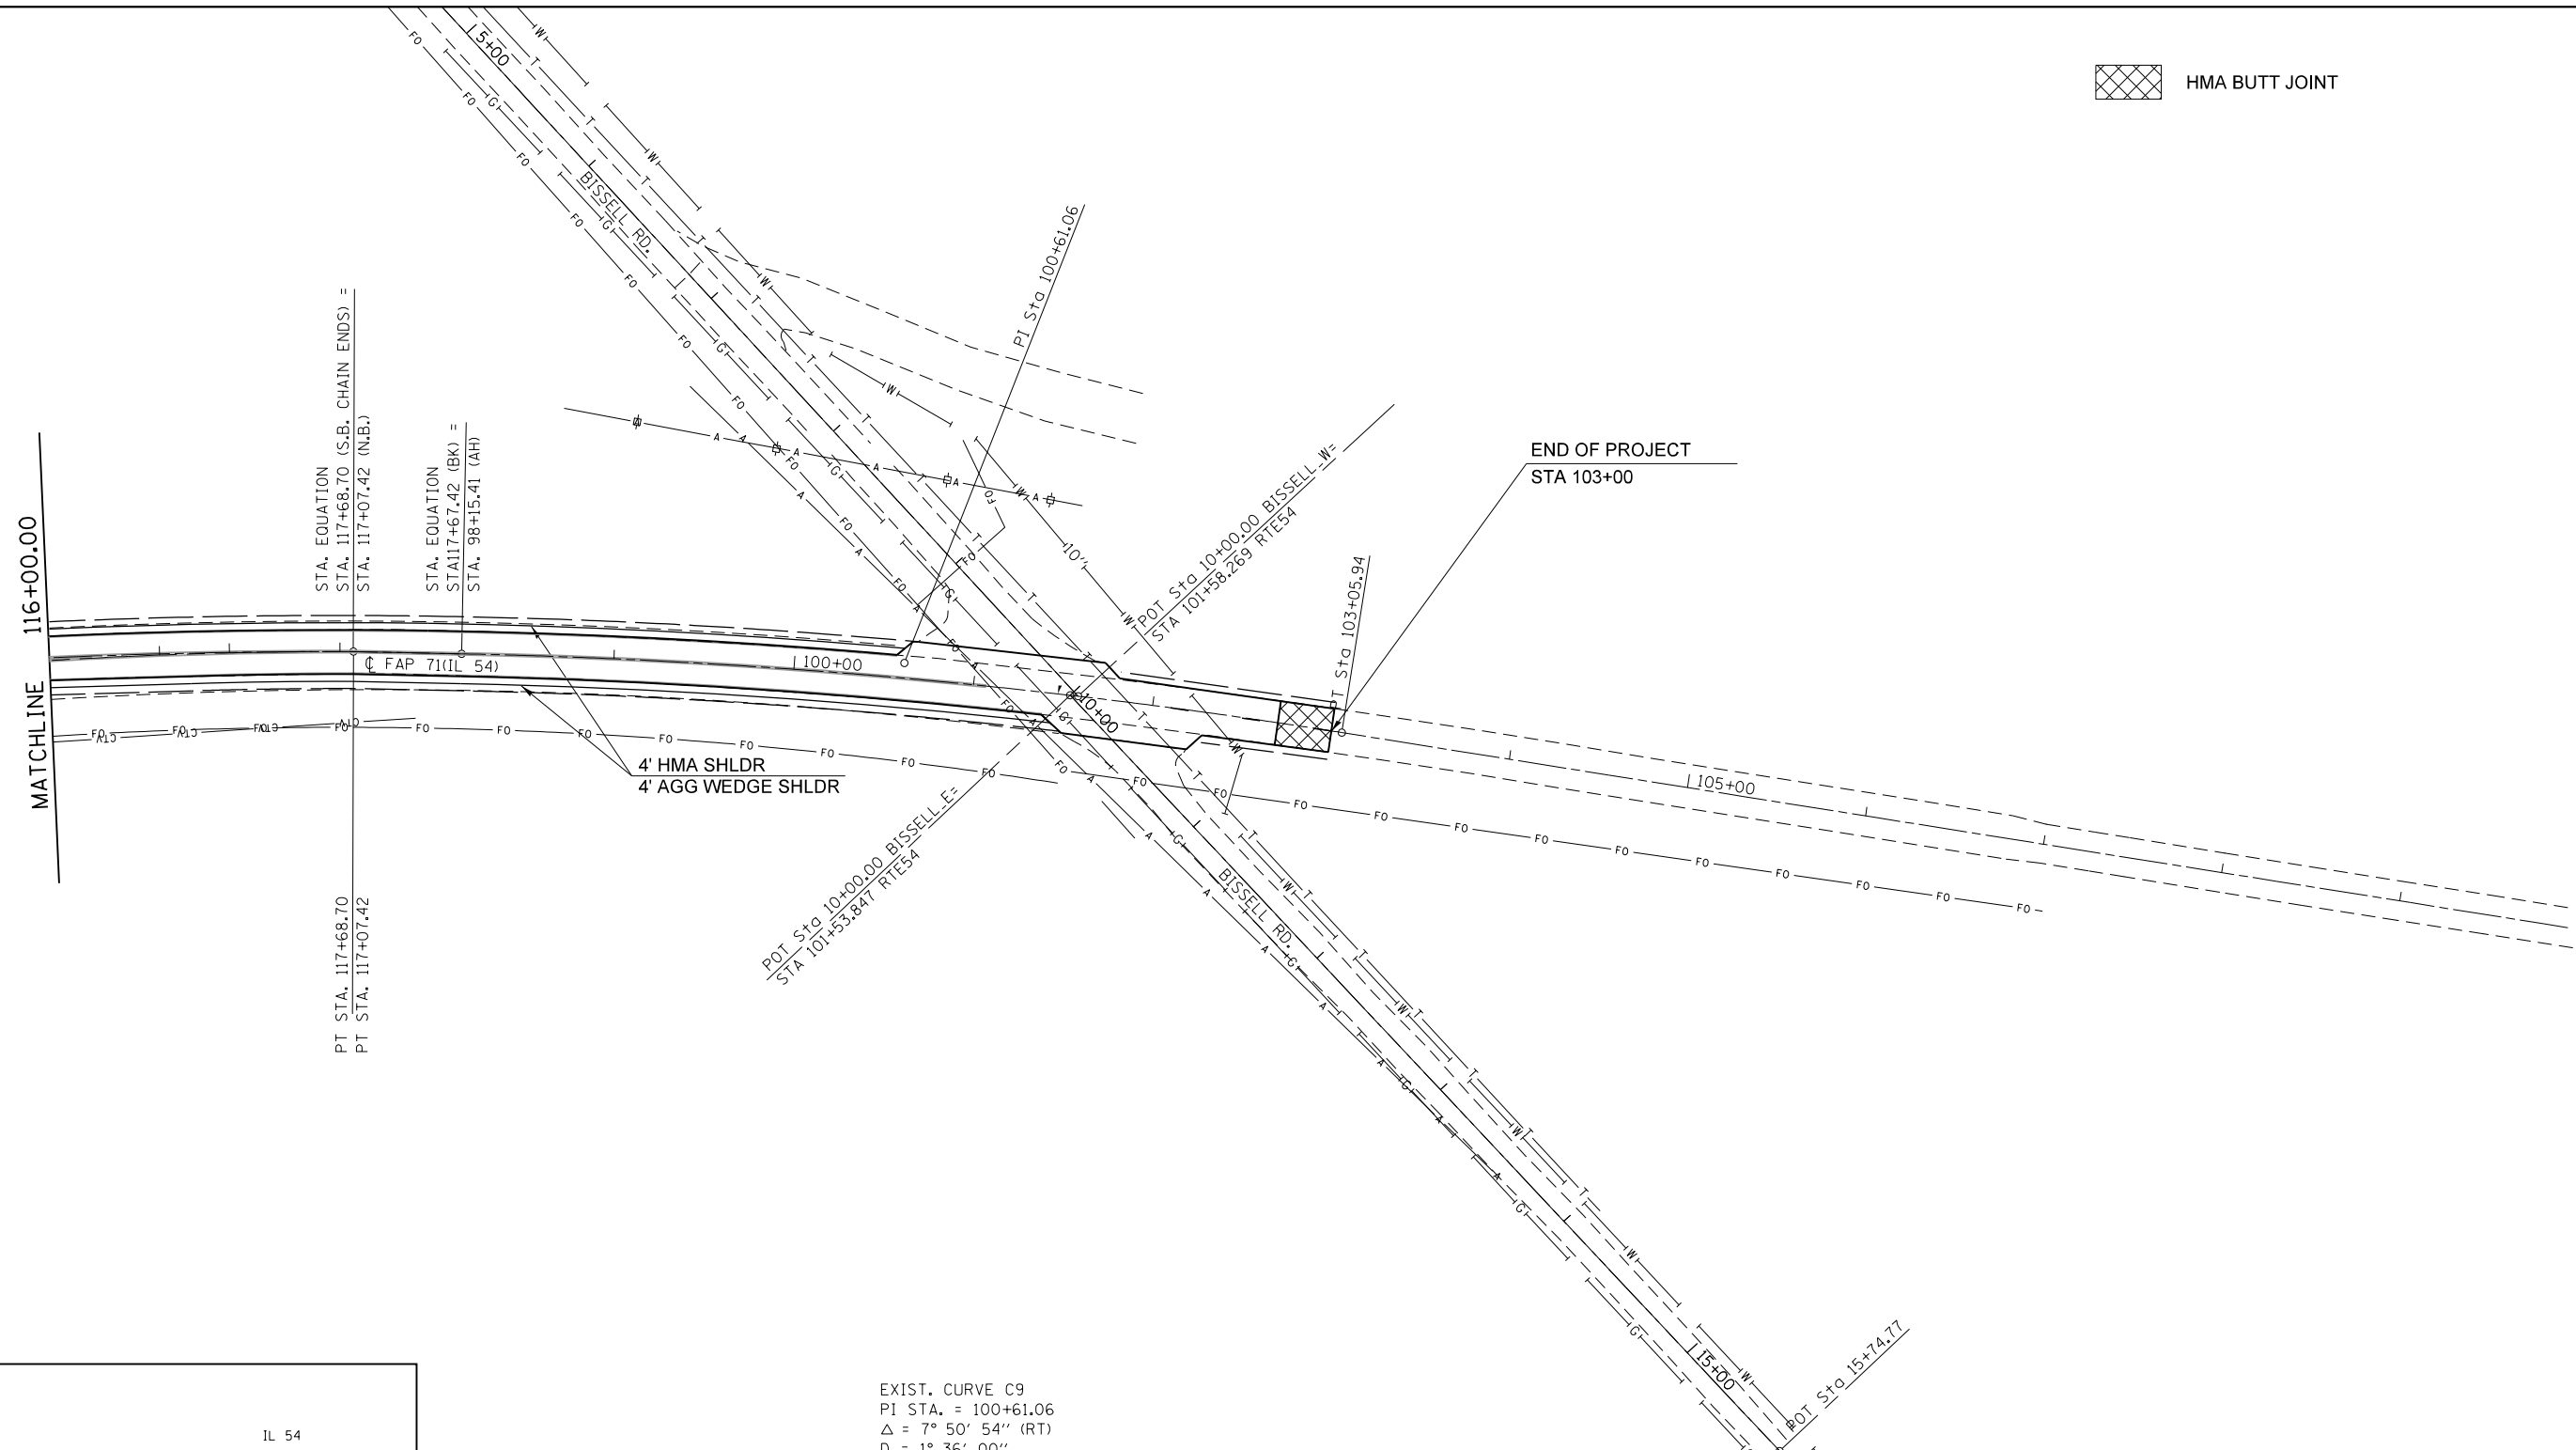 5+00
HMA BUTT JOINT
BISSELL RD.
PI Sta 100+61.06
STA. EQUATION
STA. 117+68.70 (S.B. CHAIN ENDS) =
STA. 117+07.42 (N.B.)
STA. EQUATION
STA117+67.42 (BK) =
STA. 98+15.41 (AH)
END OF PROJECT
STA 103+00
POT Sta 10+00.00 BISSELL_W=
STA 101+58.269 RTE54
10''
T Sta 103+05.94
MATCHLINE 116+00.00
℄ FAP 71(IL 54)
100+00
10+00
105+00
4' HMA SHLDR
4' AGG WEDGE SHLDR
POT Sta 10+00.00 BISSELL_E=
STA 101+53.847 RTE54
BISSELL RD.
PT STA. 117+68.70
PT STA. 117+07.42
15+00
POT Sta 15+74.77
IL 54
EXIST. CURVE C9
PI STA. = 100+61.06
△ = 7° 50' 54'' (RT)
D = 1° 36' 00''